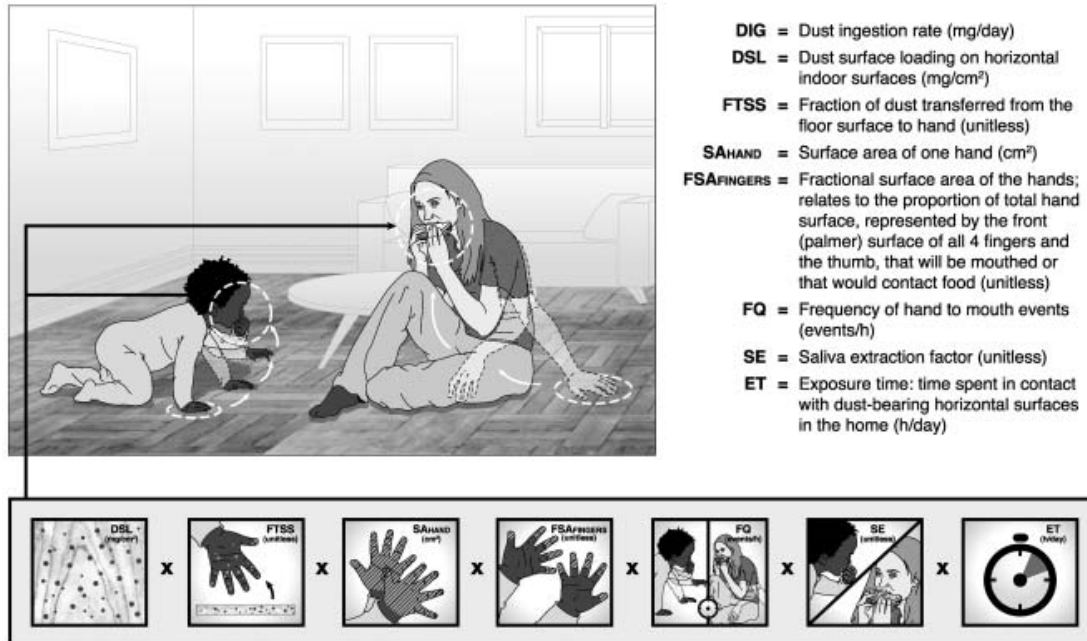 DIG = Dust ingestion rate (mg/day)
DSL = Dust surface loading on horizontal
indoor surfaces (mg/cm²)
FTSS = Fraction of dust transferred from the
floor surface to hand (unitless)
SAHAND = Surface area of one hand (cm²)
FSAFINGERS = Fractional surface area of the hands;
relates to the proportion of total hand
surface, represented by the front
(palmer) surface of all 4 fingers and
the thumb, that will be mouthed or
that would contact food (unitless)
FQ = Frequency of hand to mouth events
(events/h)
SE = Saliva extraction factor (unitless)
ET = Exposure time: time spent in contact
with dust-bearing horizontal surfaces
in the home (h/day)
DSL x FTSS x SAHAND x FSAFINGERS x FQ x SE x ET
(mg/cm²) (unitless) (cm²) (unitless) (events/h) (unitless) (h/day)